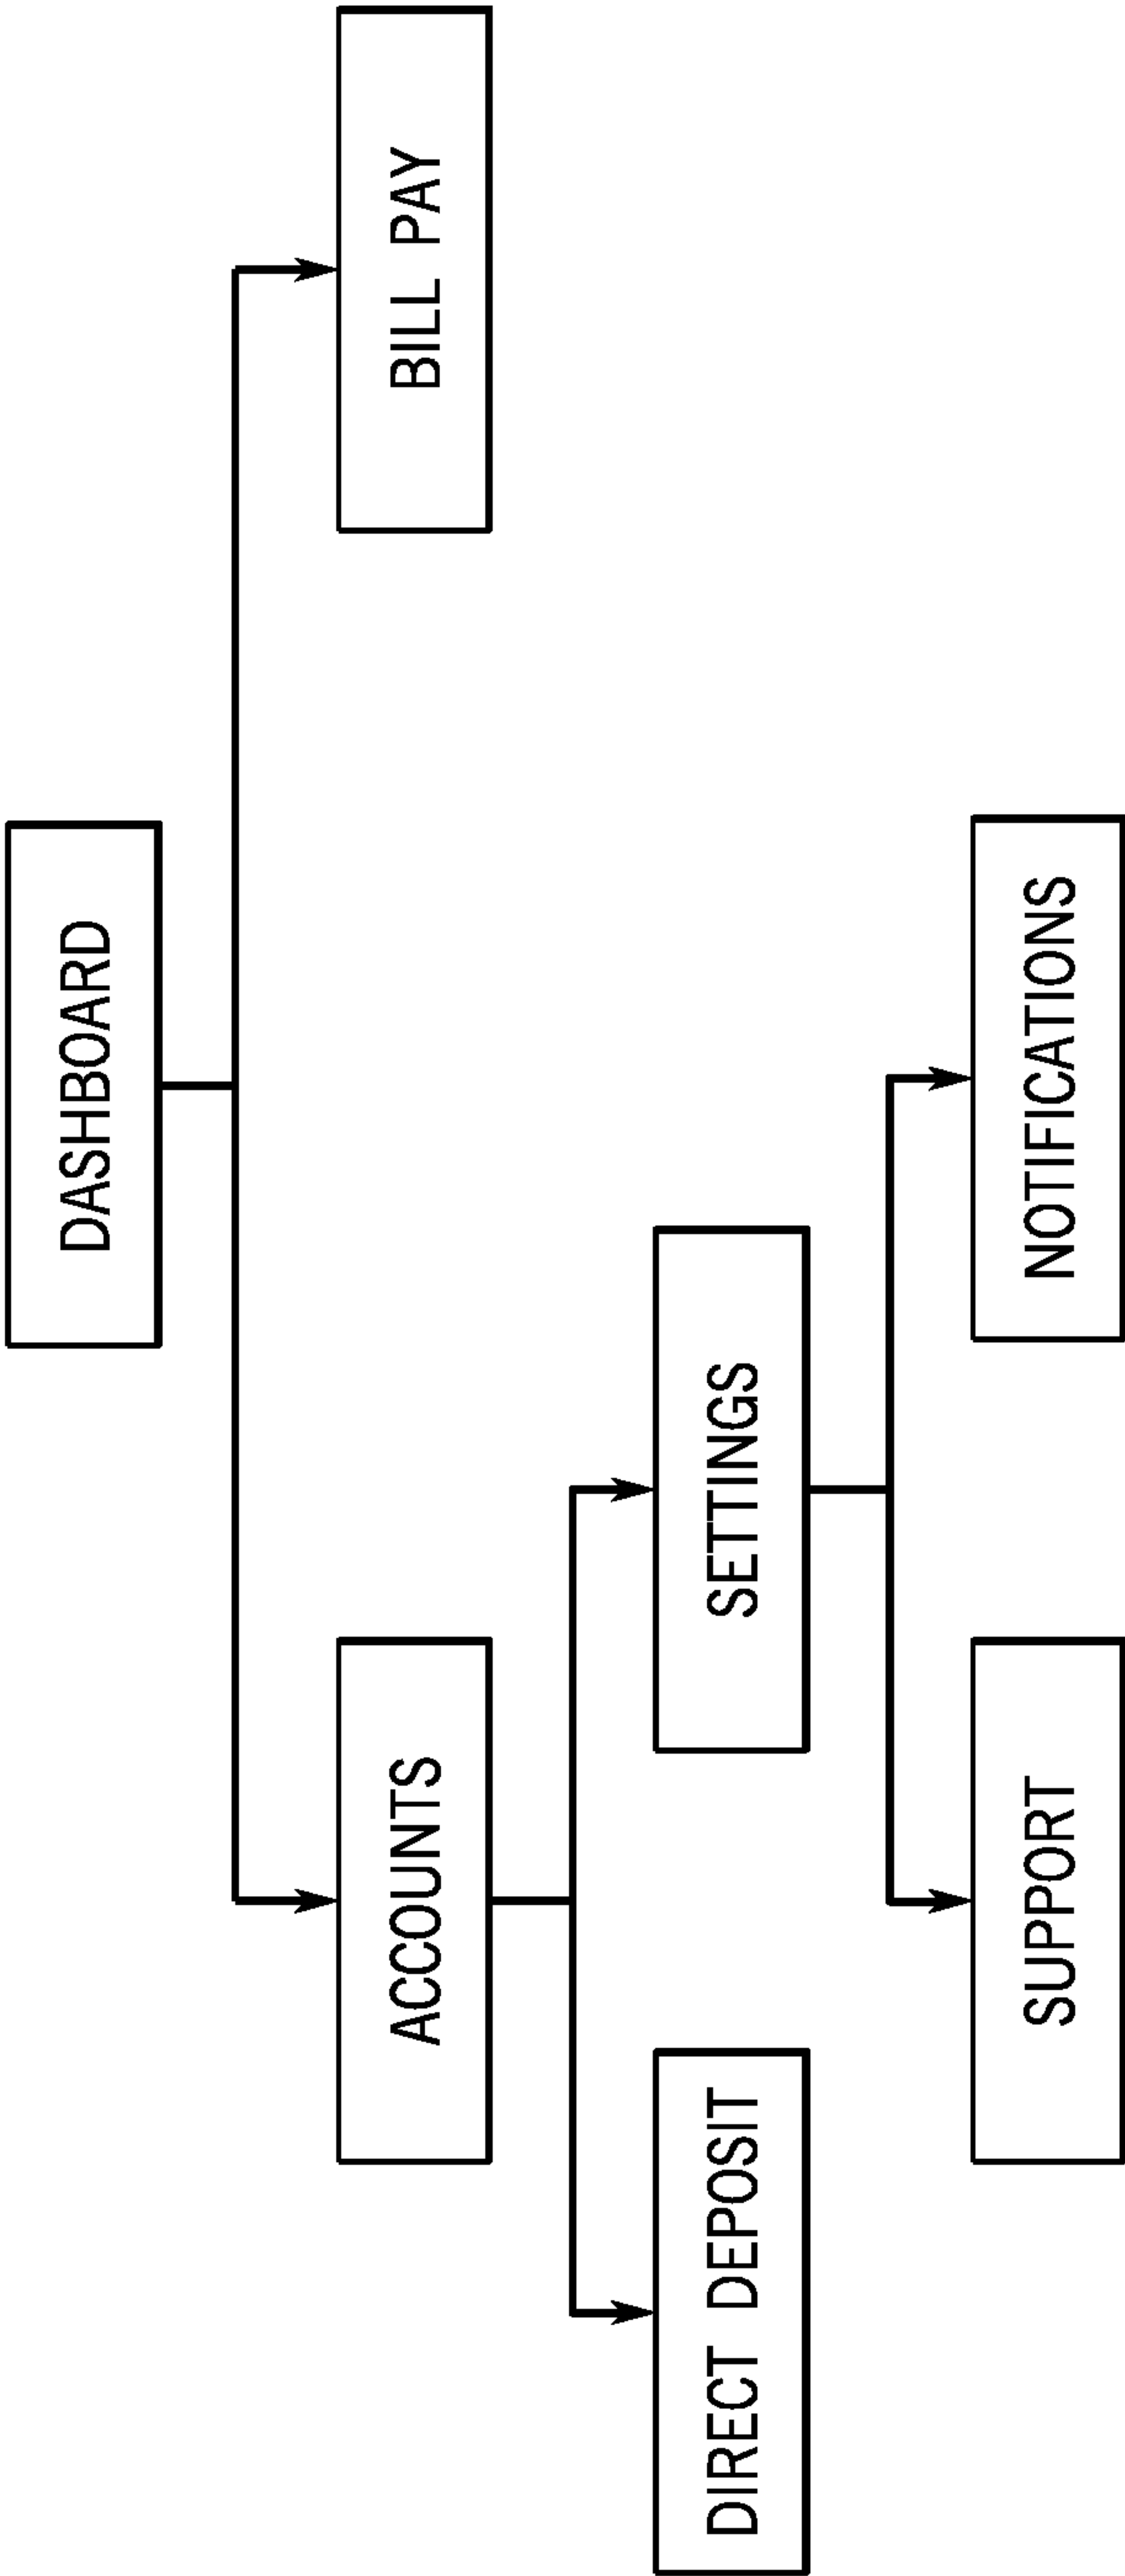 DASHBOARD
ACCOUNTS
BILL PAY
DIRECT DEPOSIT
SETTINGS
SUPPORT
NOTIFICATIONS